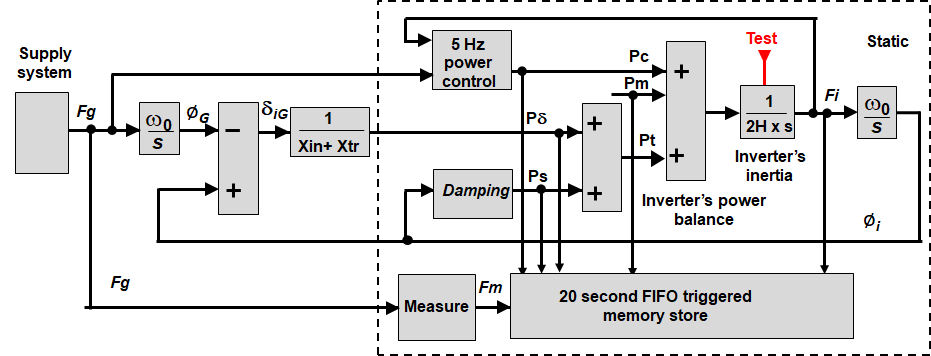 Supply
system
Fg
ω0
s
øG
−
+
δiG
1
Xin+ Xtr
5 Hz
power
control
Pδ
Damping
Ps
+
+
Pc
Pm
Pt
+
+
Inverter's power
balance
Test
1
2H x s
Inverter's
inertia
Fi
Static
ω0
s
øi
Fg
Measure
Fm
20 second FIFO triggered
memory store